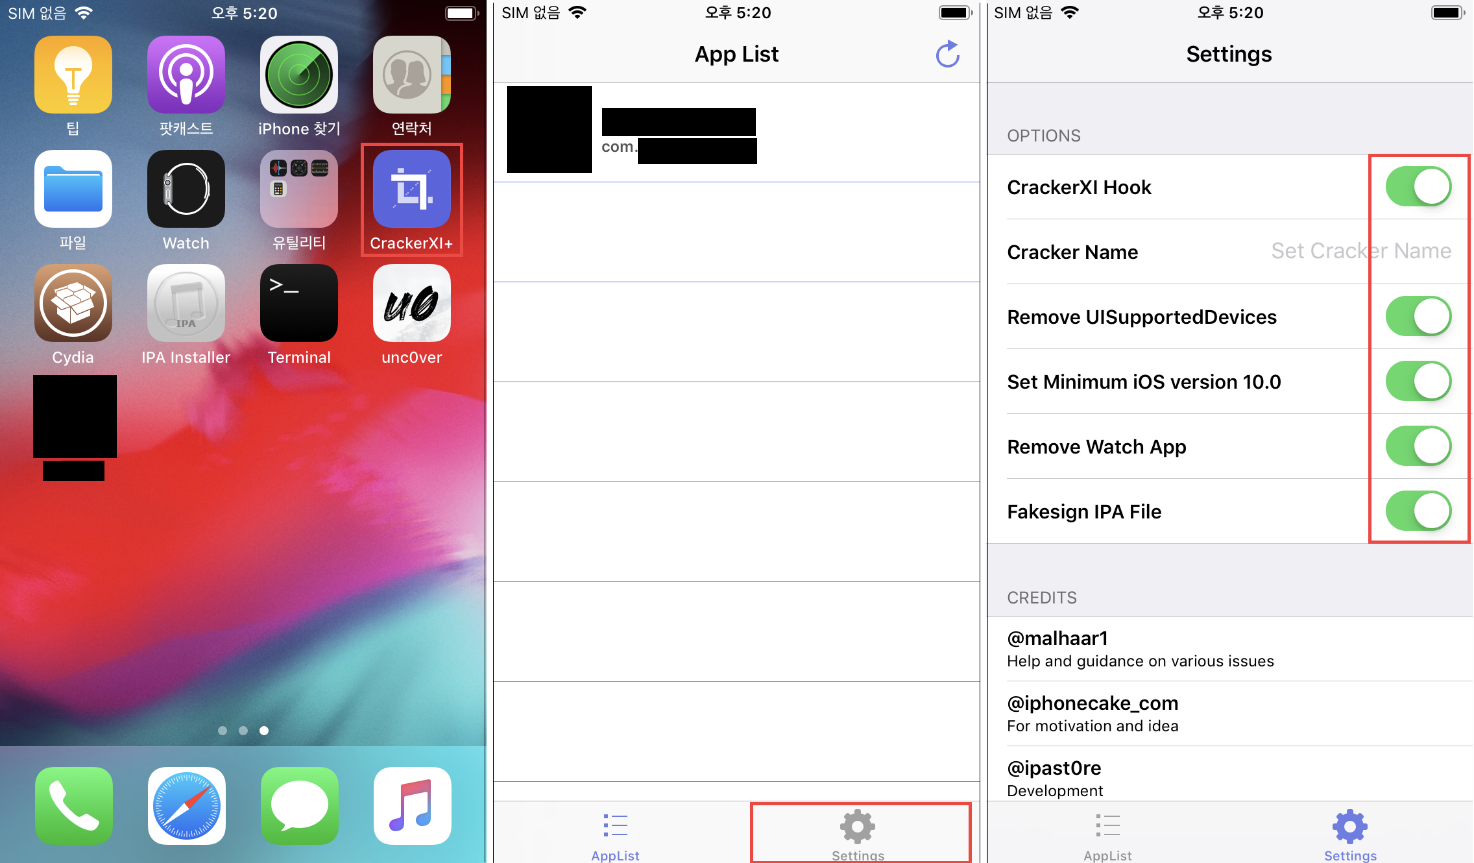 SIM 없음
오후 5:20
팁
팟캐스트
iPhone 찾기
연락처
파일
Watch
유틸리티
CrackerXI+
IPA
>_
uO
Cydia
IPA Installer
Terminal
unc0ver
SIM 없음
오후 5:20
App List
com.
AppList
Settings
SIM 없음
오후 5:20
Settings
OPTIONS
CrackerXI Hook
Cracker Name
Set Cracker Name
Remove UISupportedDevices
Set Minimum iOS version 10.0
Remove Watch App
Fakesign IPA File
CREDITS
@malhaar1
Help and guidance on various issues
@iphonecake_com
For motivation and idea
@ipast0re
Development
AppList
Settings